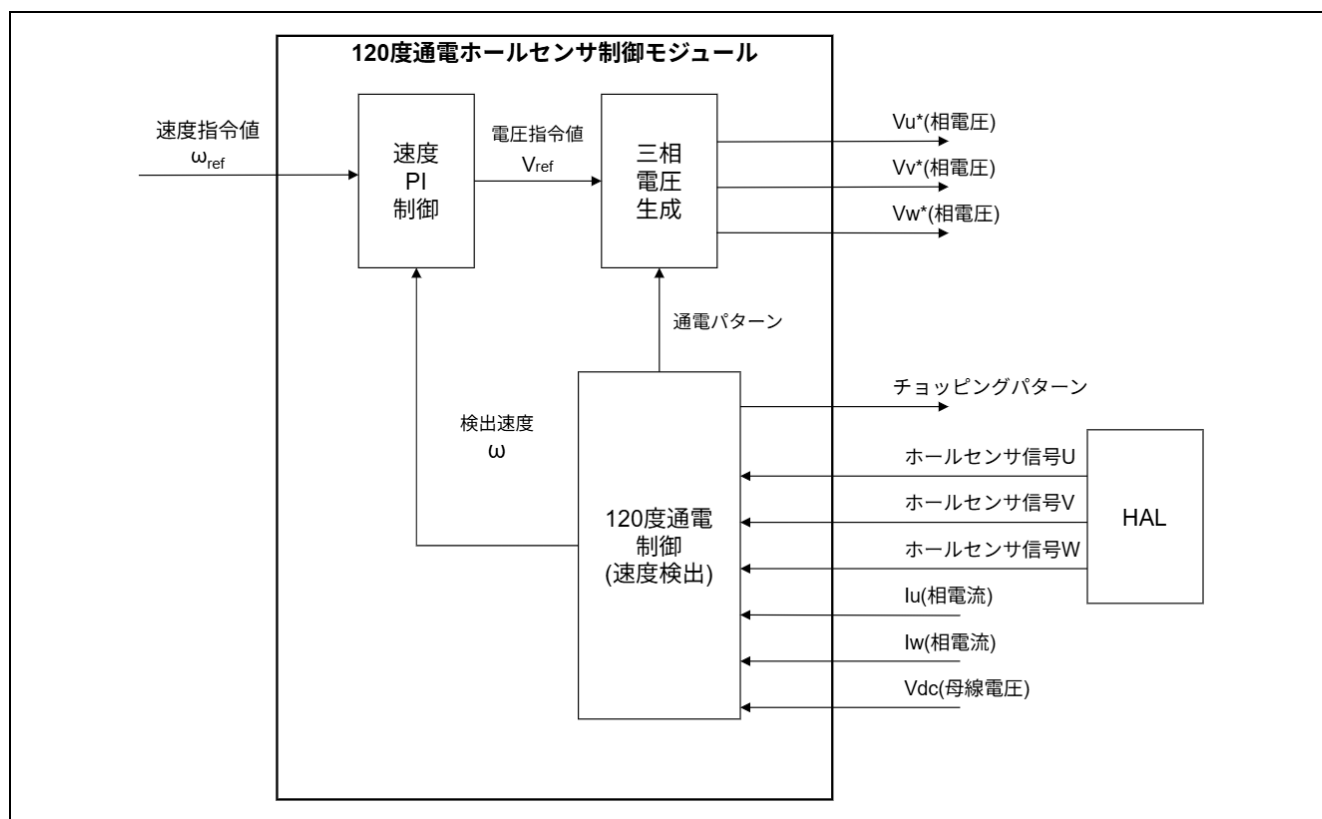 120度通電ホールセンサ制御モジュール
速度指令値
ωref
速度
PI
制御
電圧指令値
Vref
三相
電圧
生成
Vu*(相電圧)
Vv*(相電圧)
Vw*(相電圧)
通電パターン
検出速度
ω
120度通電
制御
(速度検出)
チョッピングパターン
ホールセンサ信号U
ホールセンサ信号V
ホールセンサ信号W
Iu(相電流)
Iw(相電流)
Vdc(母線電圧)
HAL